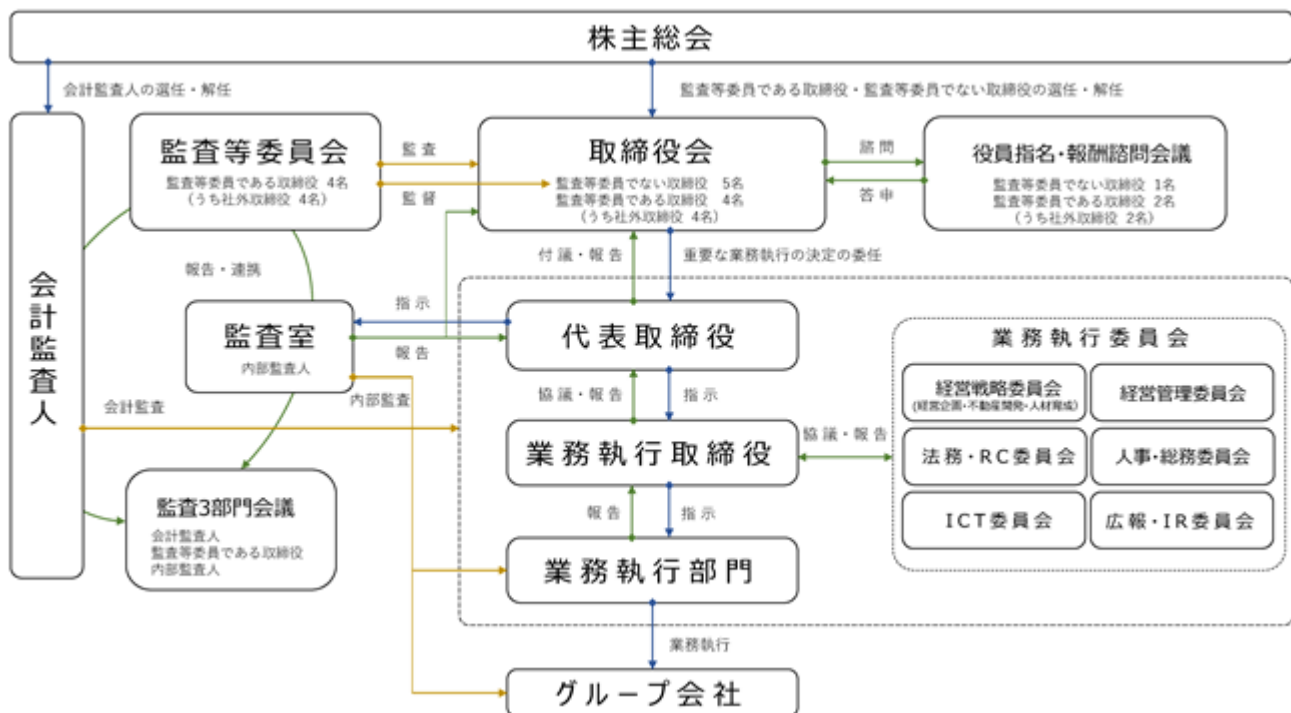 株主総会
会計監査人の選任・解任
監査等委員である取締役・監査等委員でない取締役の選任・解任
会計監査人
監査等委員会
監査等委員である取締役 4名
(うち社外取締役 4名)
監査
監督
取締役会
監査等委員でない取締役 5名
監査等委員である取締役 4名
(うち社外取締役 4名)
諮問
答申
役員指名・報酬諮問会議
監査等委員でない取締役 1名
監査等委員である取締役 2名
(うち社外取締役 2名)
付議・報告
重要な業務執行の決定の委任
報告・連携
監査室
内部監査人
指示
報告
内部監査
代表取締役
協議・報告
指示
会計監査
業務執行取締役
協議・報告
報告
指示
業務執行部門
業務執行委員会
経営戦略委員会
(経営企画・不動産開発・人材育成)
経営管理委員会
法務・RC委員会
人事・総務委員会
ICT委員会
広報・IR委員会
監査3部門会議
会計監査人
監査等委員である取締役
内部監査人
業務執行
グループ会社